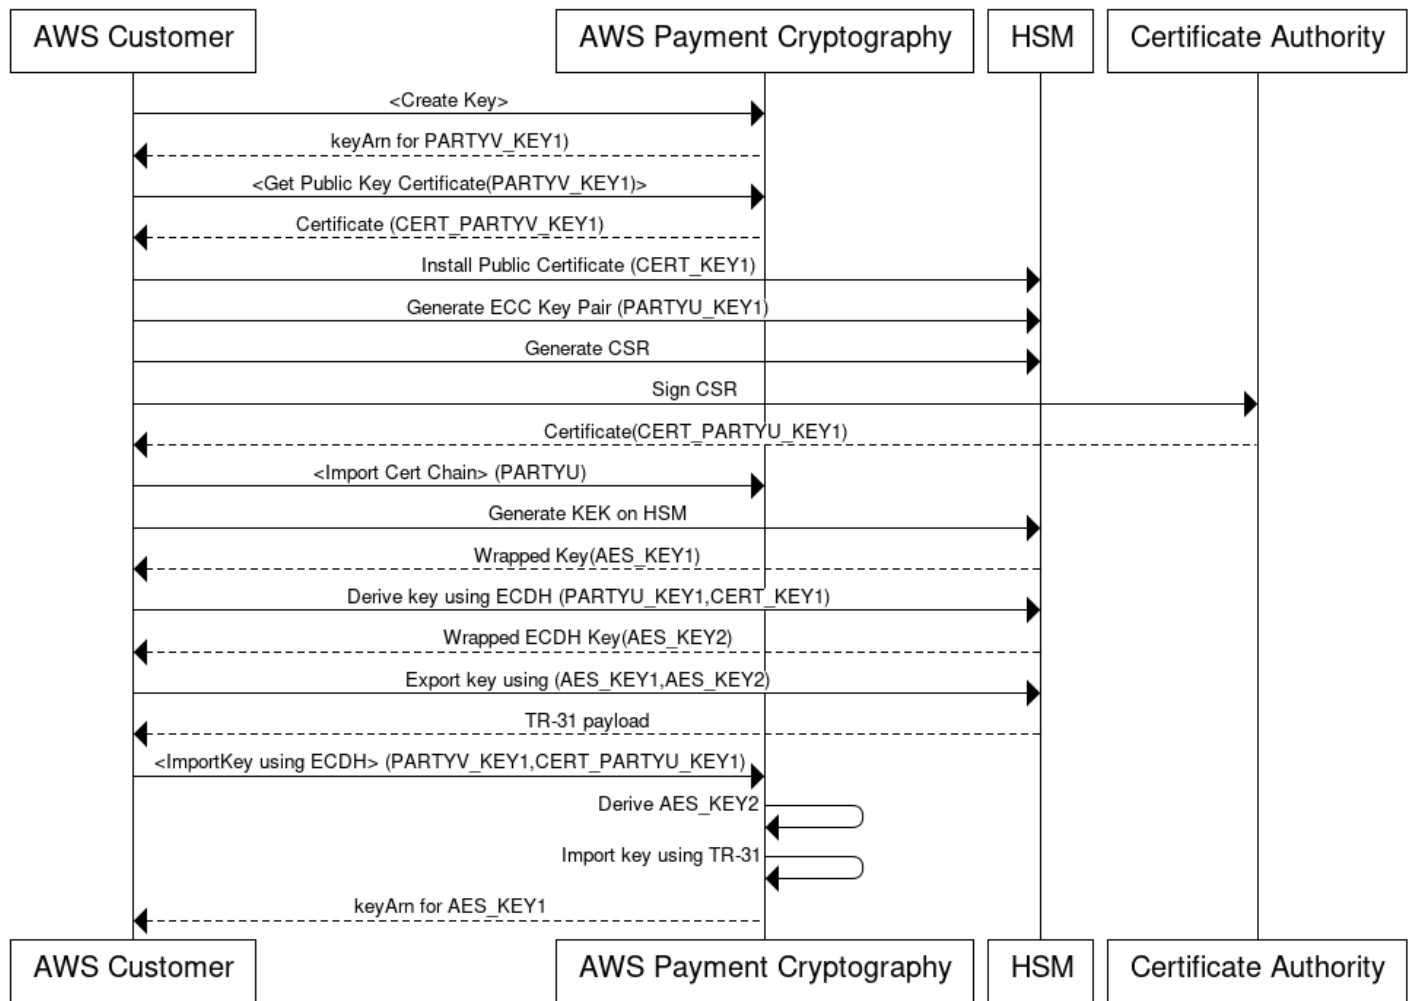 AWS Customer
AWS Payment Cryptography
HSM
Certificate Authority
<Create Key>
keyArn for PARTYV_KEY1)
<Get Public Key Certificate(PARTYV_KEY1)>
Certificate (CERT_PARTYV_KEY1)
Install Public Certificate (CERT_KEY1)
Generate ECC Key Pair (PARTYU_KEY1)
Generate CSR
Sign CSR
Certificate(CERT_PARTYU_KEY1)
<Import Cert Chain> (PARTYU)
Generate KEK on HSM
Wrapped Key(AES_KEY1)
Derive key using ECDH (PARTYU_KEY1,CERT_KEY1)
Wrapped ECDH Key(AES_KEY2)
Export key using (AES_KEY1,AES_KEY2)
TR-31 payload
<ImportKey using ECDH> (PARTYV_KEY1,CERT_PARTYU_KEY1)
Derive AES_KEY2
Import key using TR-31
keyArn for AES_KEY1
AWS Customer
AWS Payment Cryptography
HSM
Certificate Authority